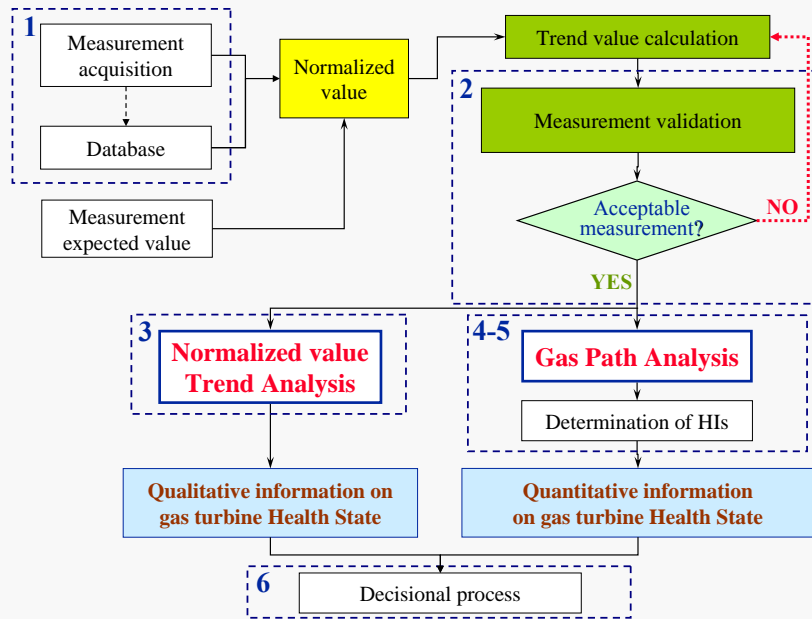 1
Measurement
acquisition
Database
Measurement
expected value
Normalized
value
Trend value calculation
2
Measurement validation
Acceptable
measurement?
NO
YES
3
Normalized value
Trend Analysis
4-5
Gas Path Analysis
Determination of HIs
Qualitative information on
gas turbine Health State
Quantitative information
on gas turbine Health State
6
Decisional process